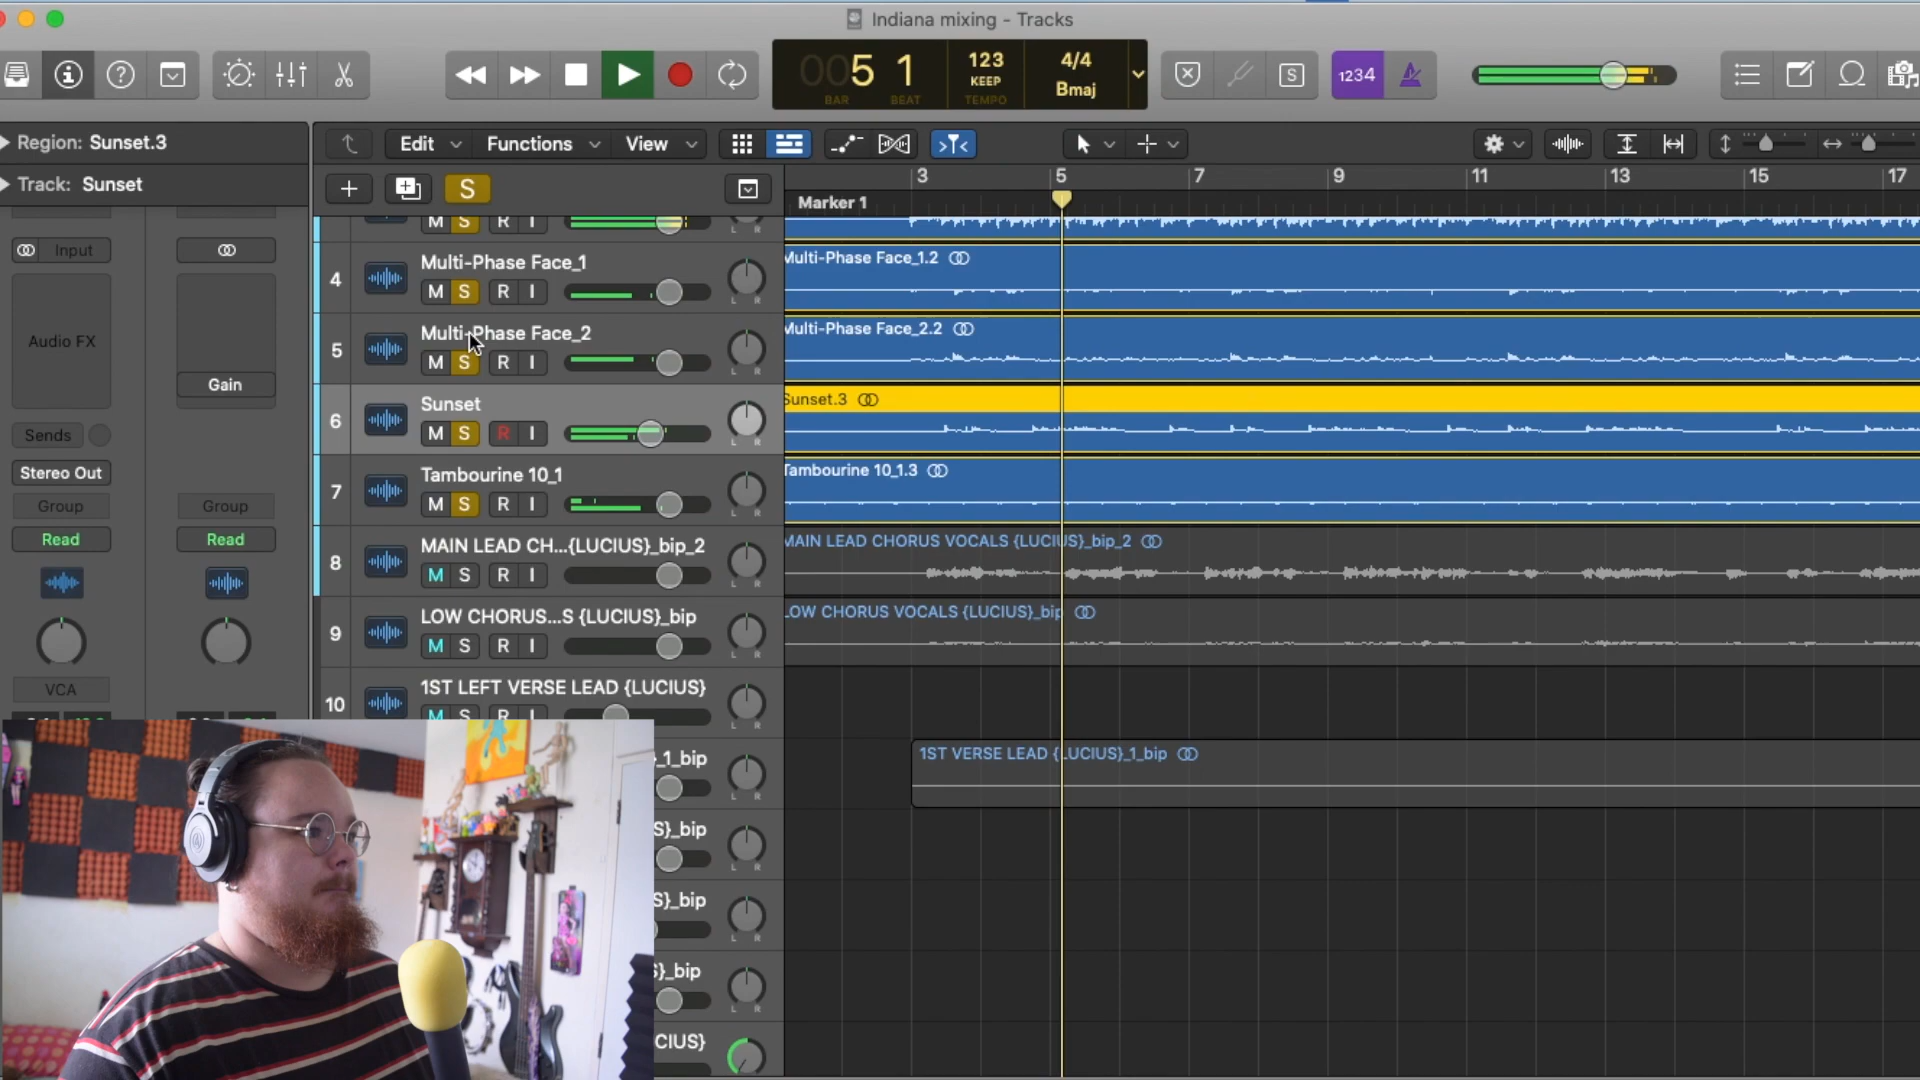 Indiana mixing - Tracks
005 1
BAR BEAT
123
KEEP
TEMPO
4/4
Bmaj
S
1234
Region: Sunset.3
Track: Sunset
Edit
Functions
View
S
3 5 7 9 11 13 15 17
Marker 1
M S R I
Input
Audio FX
Gain
Sends
Stereo Out
Group
Group
Read
Read
VCA
4
Multi-Phase Face_1
M S R I
L R
Multi-Phase Face_1.2
5
Multi-Phase Face_2
M S R I
L R
Multi-Phase Face_2.2
6
Sunset
M S R I
L R
Sunset.3
7
Tambourine 10_1
M S R I
L R
Tambourine 10_1.3
8
MAIN LEAD CH...{LUCIUS}_bip_2
M S R I
L R
MAIN LEAD CHORUS VOCALS {LUCIUS}_bip_2
9
LOW CHORUS...S {LUCIUS}_bip
M S R I
L R
LOW CHORUS VOCALS {LUCIUS}_bip
10
1ST LEFT VERSE LEAD {LUCIUS}
M S R I
L R
_1_bip
L R
1ST VERSE LEAD {LUCIUS}_1_bip
S}_bip
L R
S}_bip
L R
S}_bip
L R
CIUS}